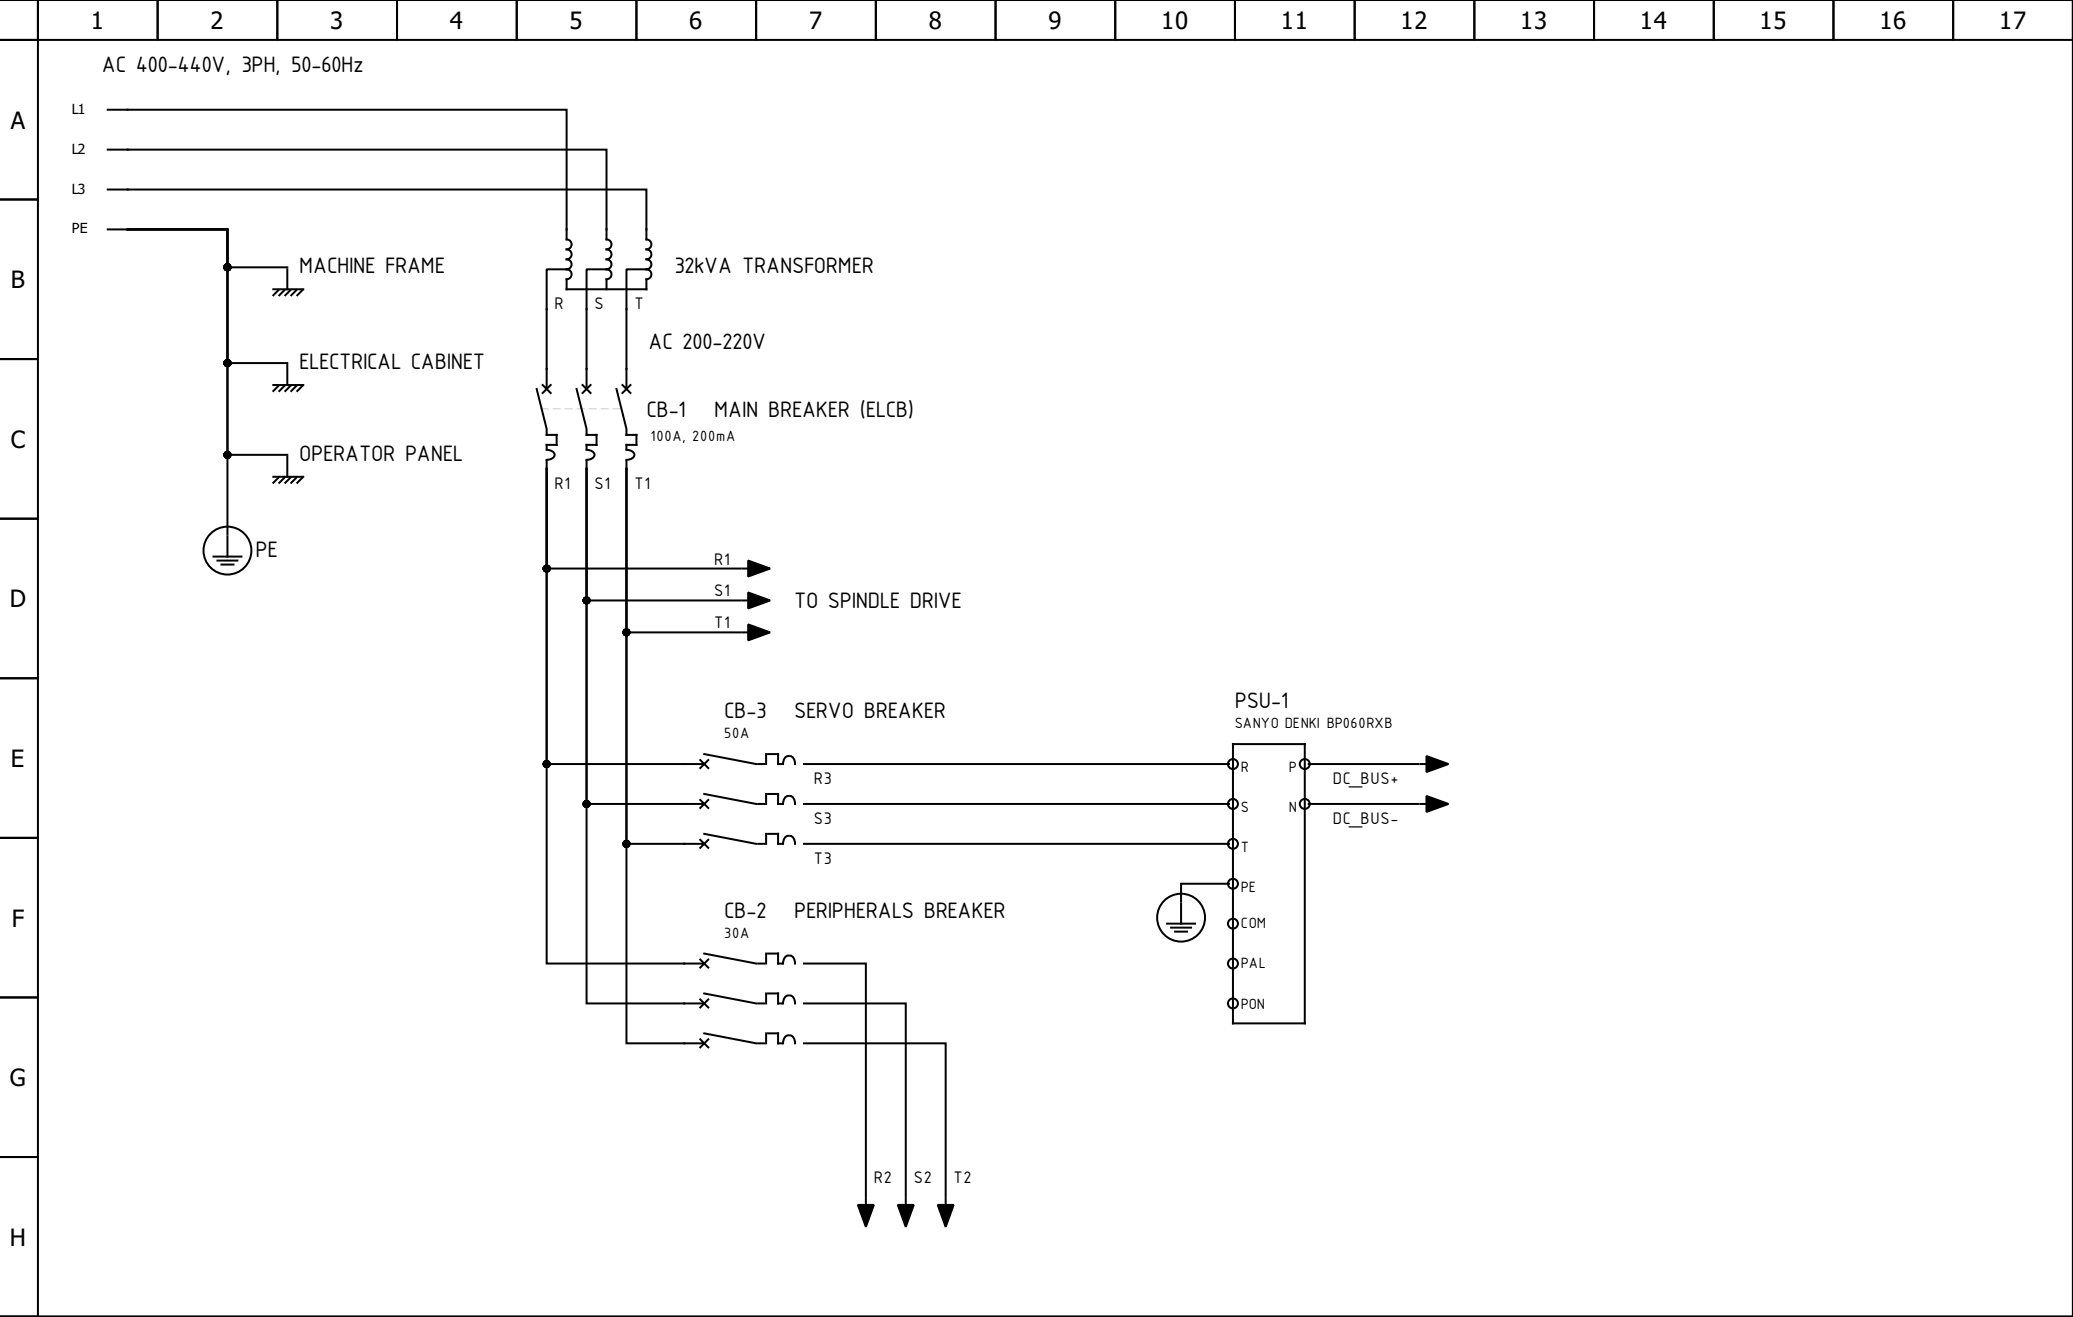 1 2 3 4 5 6 7 8 9 10 11 12 13 14 15 16 17
AC 400-440V, 3PH, 50-60Hz
A
L1
L2
L3
PE
B
MACHINE FRAME
32kVA TRANSFORMER
R S T
AC 200-220V
ELECTRICAL CABINET
C
CB-1 MAIN BREAKER (ELCB)
100A, 200mA
OPERATOR PANEL
R1 S1 T1
PE
D
R1
S1
T1
TO SPINDLE DRIVE
E
CB-3 SERVO BREAKER
50A
R3
S3
T3
PSU-1
SANYO DENKI BP060RXB
R P
DC_BUS+
S N
DC_BUS-
T
PE
COM
PAL
PON
F
CB-2 PERIPHERALS BREAKER
30A
G
R2 S2 T2
H